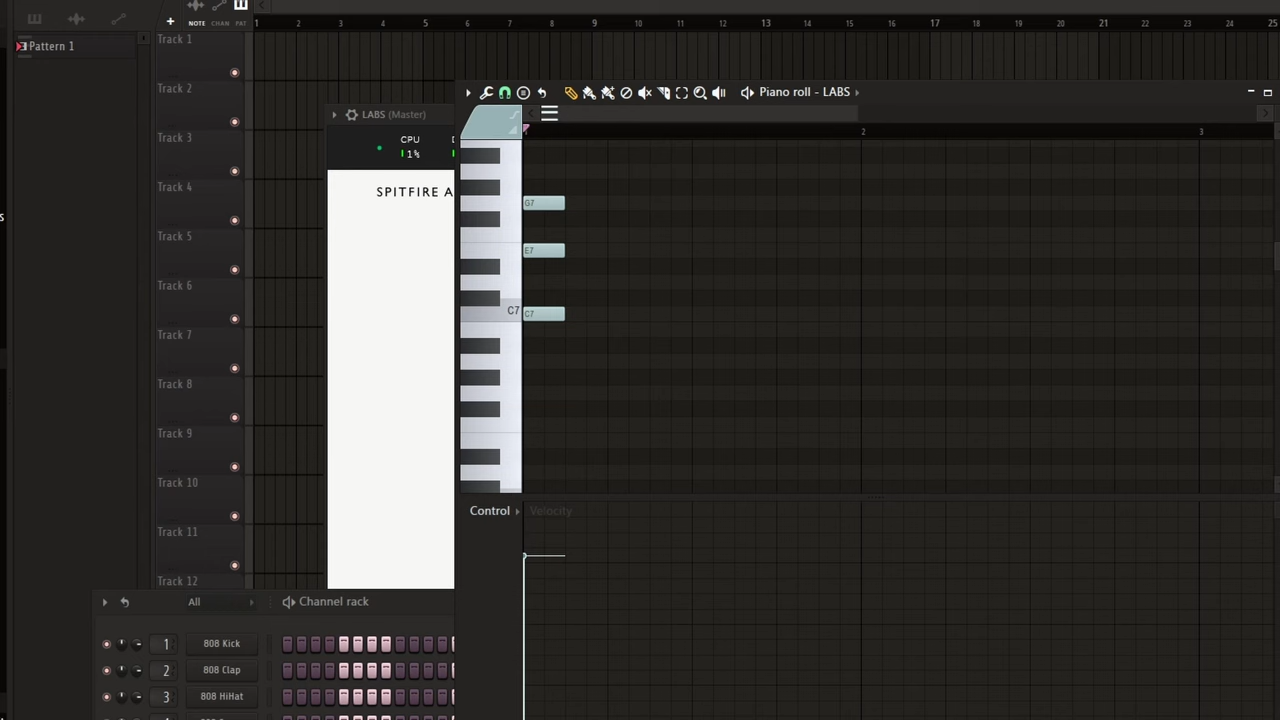 NOTE CHAN PAT
1 2 3 4 5 6 7 8 9 10 11 12 13 14 15 16 17 18 19 20 21 22 23 24 25
Pattern 1
Track 1
Track 2
Track 3
Track 4
Track 5
Track 6
Track 7
Track 8
Track 9
Track 10
Track 11
Track 12
LABS (Master)
CPU
1%
SPITFIRE A
Piano roll - LABS
2 3
G7
E7
C7 C7
Control Velocity
All Channel rack
1 808 Kick
2 808 Clap
3 808 HiHat